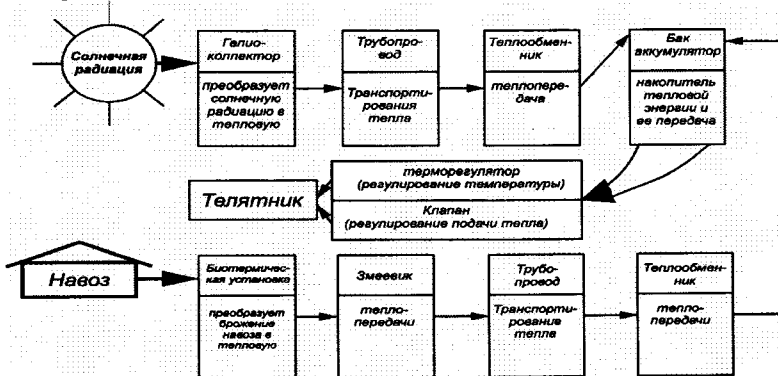 Солнечная
радиация
Гелио-
коллектор
преобразует
солнечную
радиацию в
тепловую
Трубопро-
вод
Транспорти-
рования
тепла
Теплообмен-
ник
теплопере-
дача
Бак
аккумулятор
накопитель
тепловой
энергии и
ее передача
терморегулятор
(регулирование температуры)
Клапан
(регулирование подачи тепла)
Телятник
Навоз
Биотермичес-
кая установка
преобразует
брожение
навоза в
тепловую
Змеевик
тепло-
передачи
Трубо-
провод
Транспорти-
рование
тепла
Теплообмен-
ник
тепло-
передачи